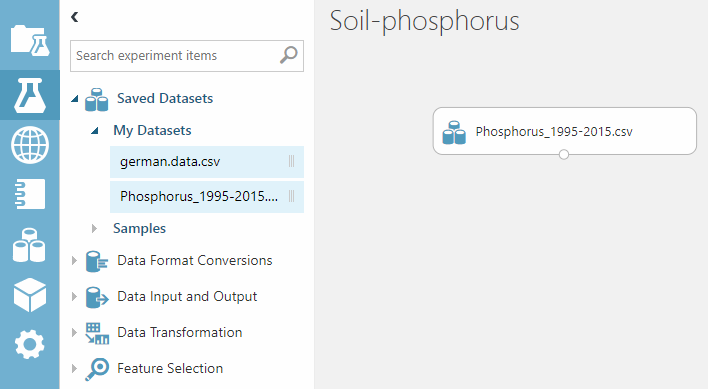 Soil-phosphorus
Search experiment items
Saved Datasets
My Datasets
german.data.csv
Phosphorus_1995-2015....
Samples
Data Format Conversions
Data Input and Output
Data Transformation
Feature Selection
Phosphorus_1995-2015.csv